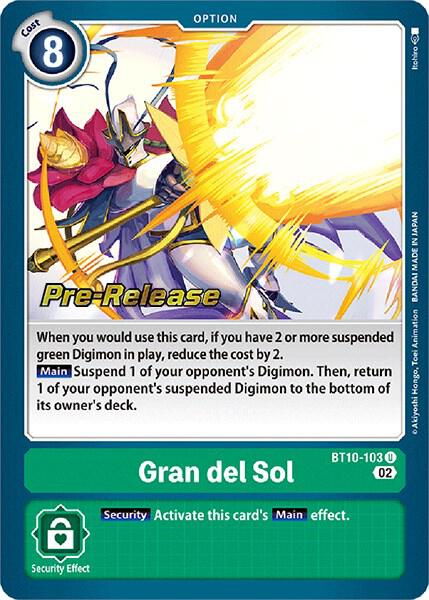 OPTION
Cost
8
Itohiro
Pre-Release
©Akiyoshi Hongo, Toei Animation BANDAI MADE IN JAPAN
When you would use this card, if you have 2 or more suspended
green Digimon in play, reduce the cost by 2.
Main Suspend 1 of your opponent's Digimon. Then, return
1 of your opponent's suspended Digimon to the bottom of
its owner's deck.
BT10-103 U
Gran del Sol
02
Security Activate this card's Main effect.
Security Effect